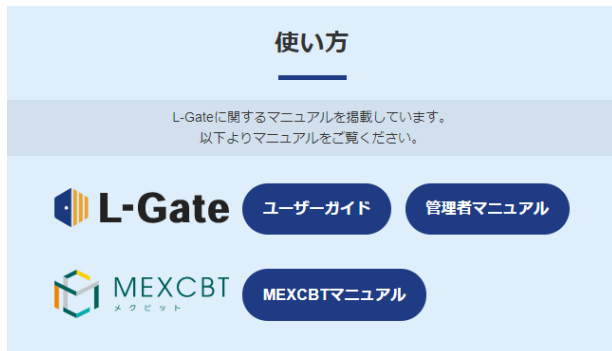 使い方
L-Gateに関するマニュアルを掲載しています。
以下よりマニュアルをご覧ください。
L-Gate ユーザーガイド 管理者マニュアル
MEXCBT MEXCBTマニュアル
メクビット